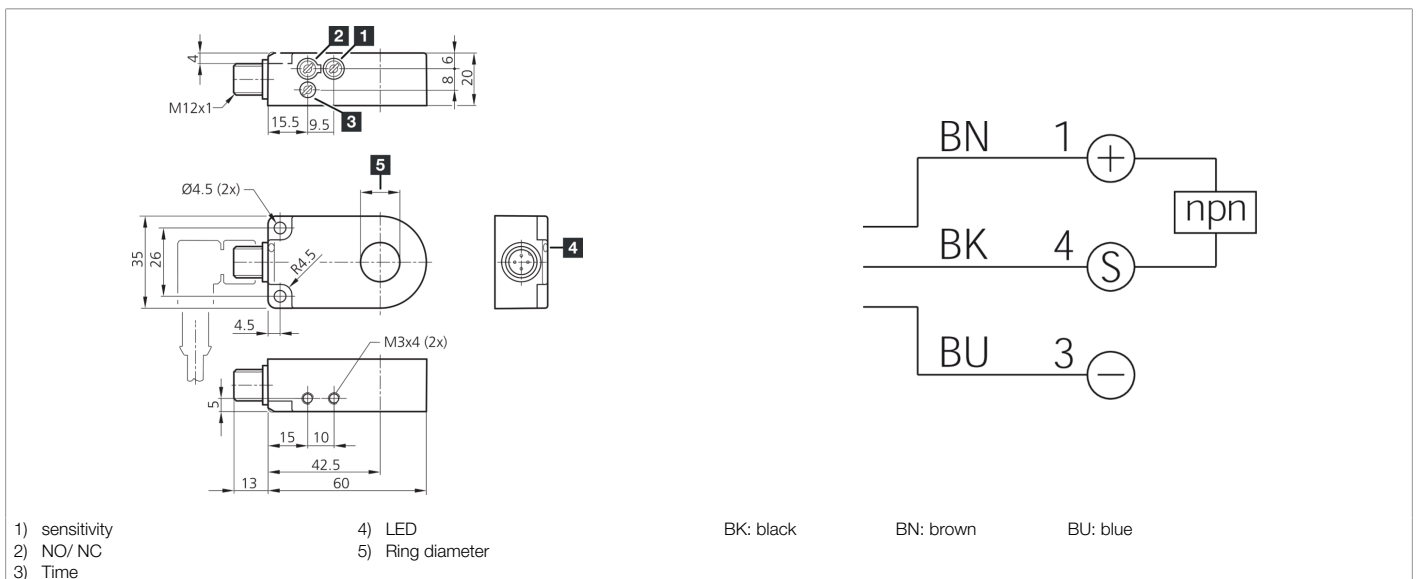 2 1
4
6
8
20
M12x1
15.5 9.5 3
5
Ø4.5 (2x)
35
26
R4.5
4
4.5
M3x4 (2x)
5
15 10
42.5
13 60
BN 1 +
npn
BK 4 S
BU 3 −
1) sensitivity
2) NO/ NC
3) Time
4) LED
5) Ring diameter
BK: black BN: brown BU: blue